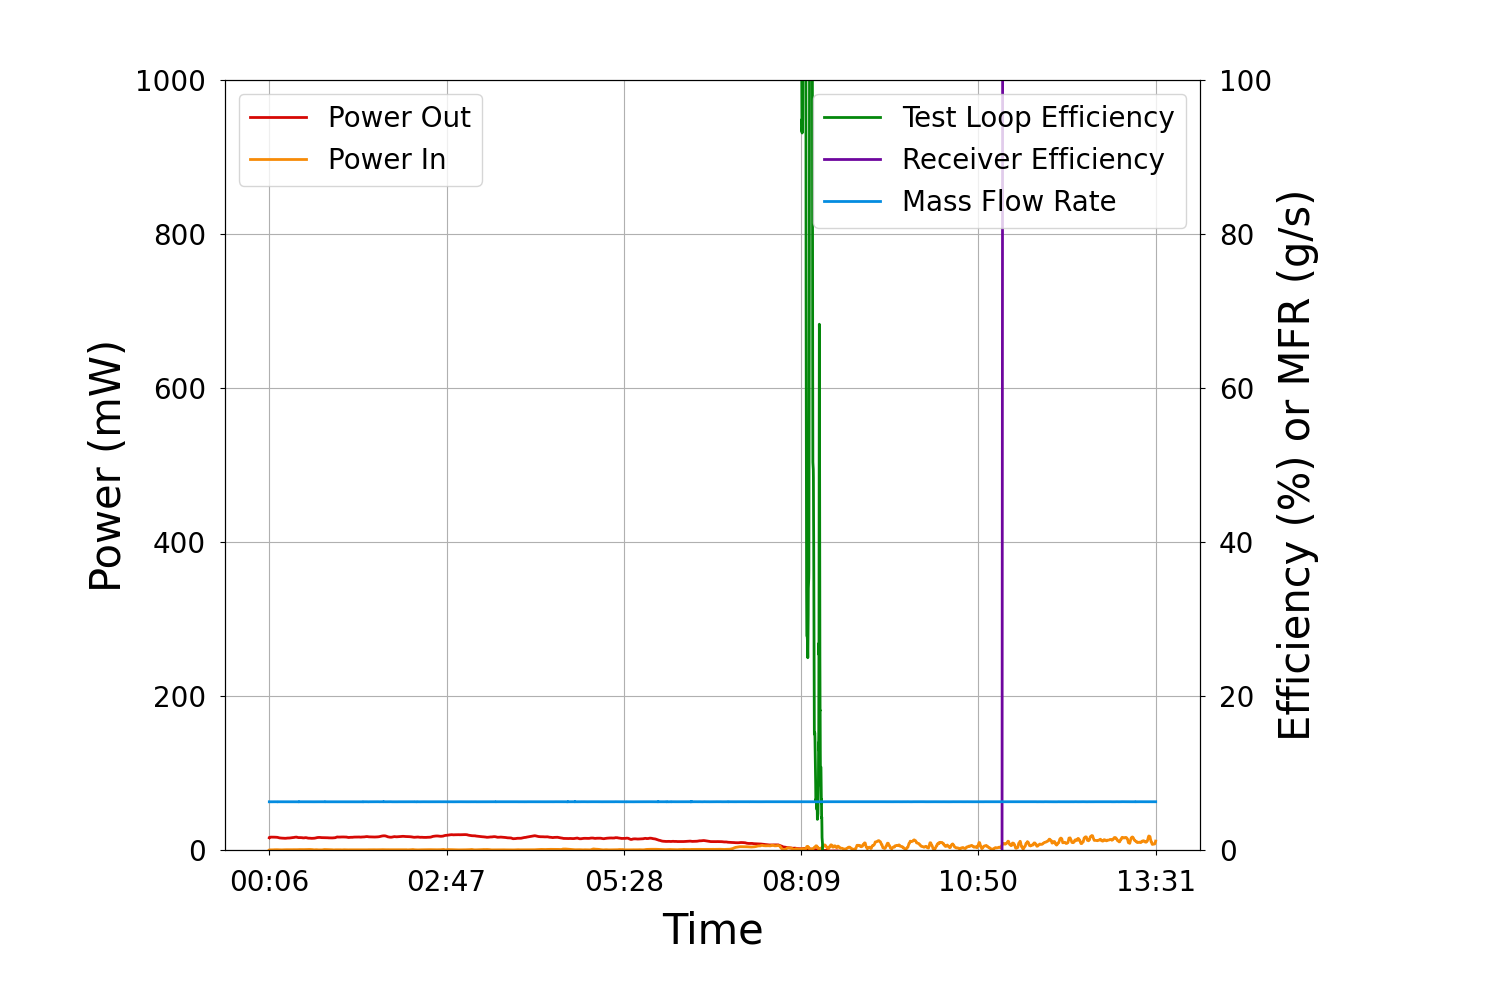 Power (mW)
1000
800
600
400
200
0
Power Out
Power In
Test Loop Efficiency
Receiver Efficiency
Mass Flow Rate
100
80
60
40
20
0
Efficiency (%) or MFR (g/s)
00:06 02:47 05:28 08:09 10:50 13:31
Time